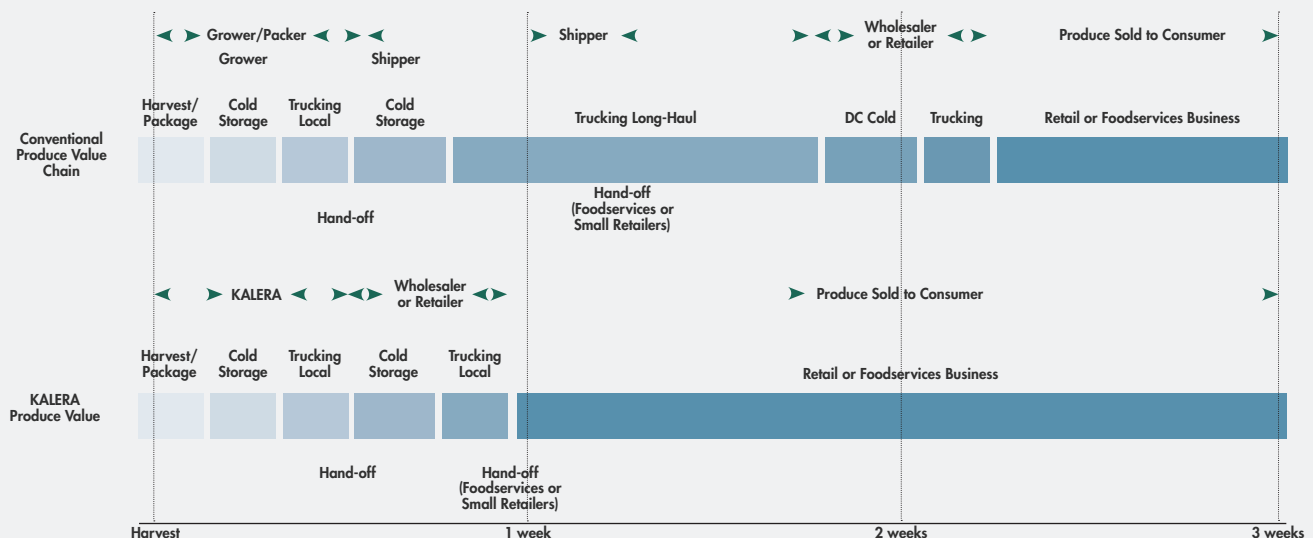 Grower/Packer
Shipper
Wholesaler
or Retailer
Produce Sold to Consumer
Grower
Shipper
Harvest/
Package
Cold
Storage
Trucking
Local
Cold
Storage
Trucking Long-Haul
DC Cold
Trucking
Retail or Foodservices Business
Conventional
Produce Value
Chain
Hand-off
Hand-off
(Foodservices or
Small Retailers)
KALERA
Wholesaler
or Retailer
Produce Sold to Consumer
Harvest/
Package
Cold
Storage
Trucking
Local
Cold
Storage
Trucking
Local
Retail or Foodservices Business
KALERA
Produce Value
Hand-off
Hand-off
(Foodservices or
Small Retailers)
Harvest
1 week
2 weeks
3 weeks